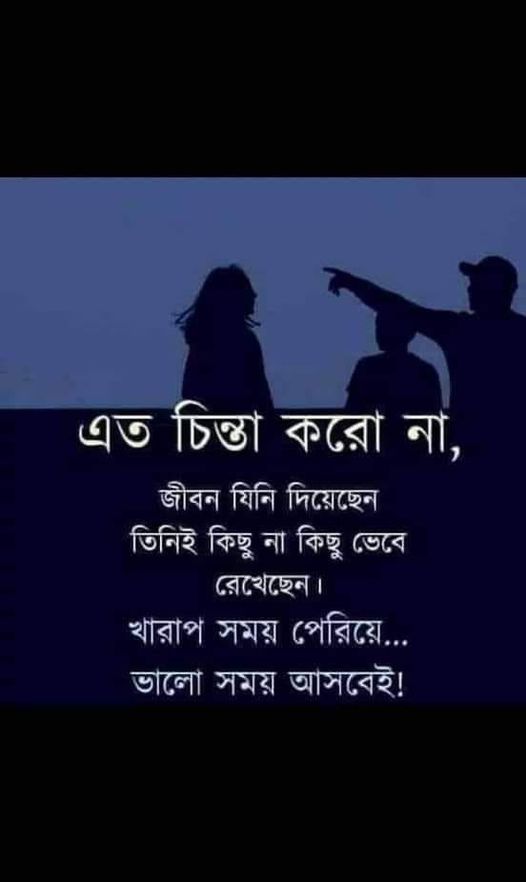 এত চিন্তা করো না,
জীবন যিনি দিয়েছেন
তিনিই কিছু না কিছু ভেবে
রেখেছেন।
খারাপ সময় পেরিয়ে...
ভালো সময় আসবেই!